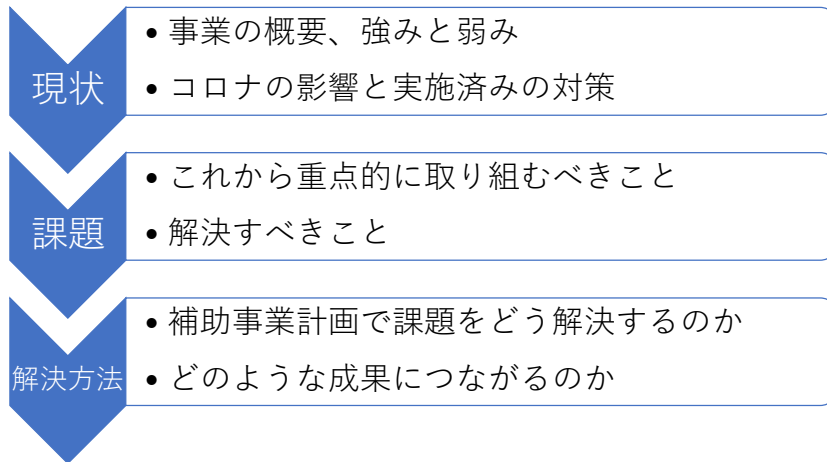 現状
• 事業の概要、強みと弱み
• コロナの影響と実施済みの対策
課題
• これから重点的に取り組むべきこと
• 解決すべきこと
解決方法
• 補助事業計画で課題をどう解決するのか
• どのような成果につながるのか